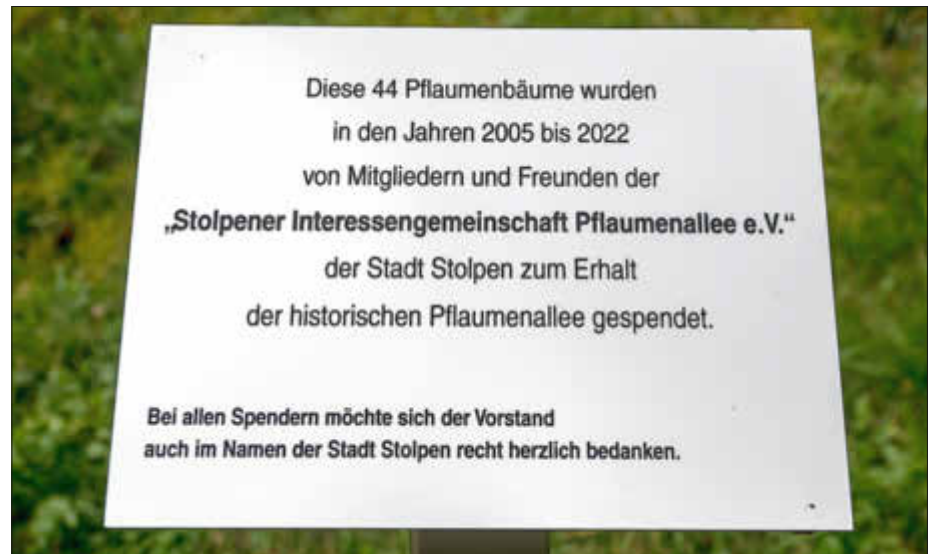 Diese 44 Pflaumenbäume wurden
in den Jahren 2005 bis 2022
von Mitgliedern und Freunden der
„Stolpener Interessengemeinschaft Pflaumenallee e.V.“
der Stadt Stolpen zum Erhalt
der historischen Pflaumenallee gespendet.
Bei allen Spendern möchte sich der Vorstand
auch im Namen der Stadt Stolpen recht herzlich bedanken.